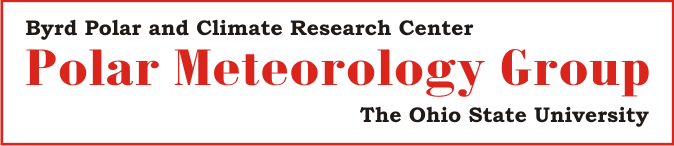 Byrd Polar and Climate Research Center
Polar Meteorology Group
The Ohio State University